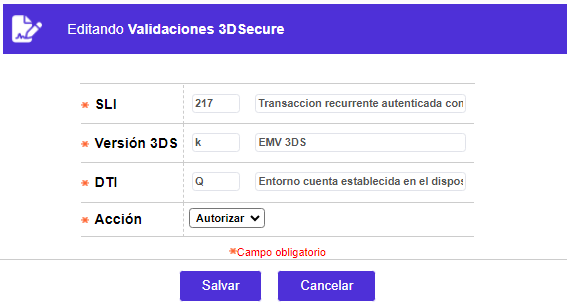 Editando Validaciones 3DSecure
* SLI 217 Transaccion recurrente autenticada con
* Versión 3DS k EMV 3DS
* DTI Q Entorno cuenta establecida en el dispos
* Acción Autorizar
*Campo obligatorio
Salvar Cancelar